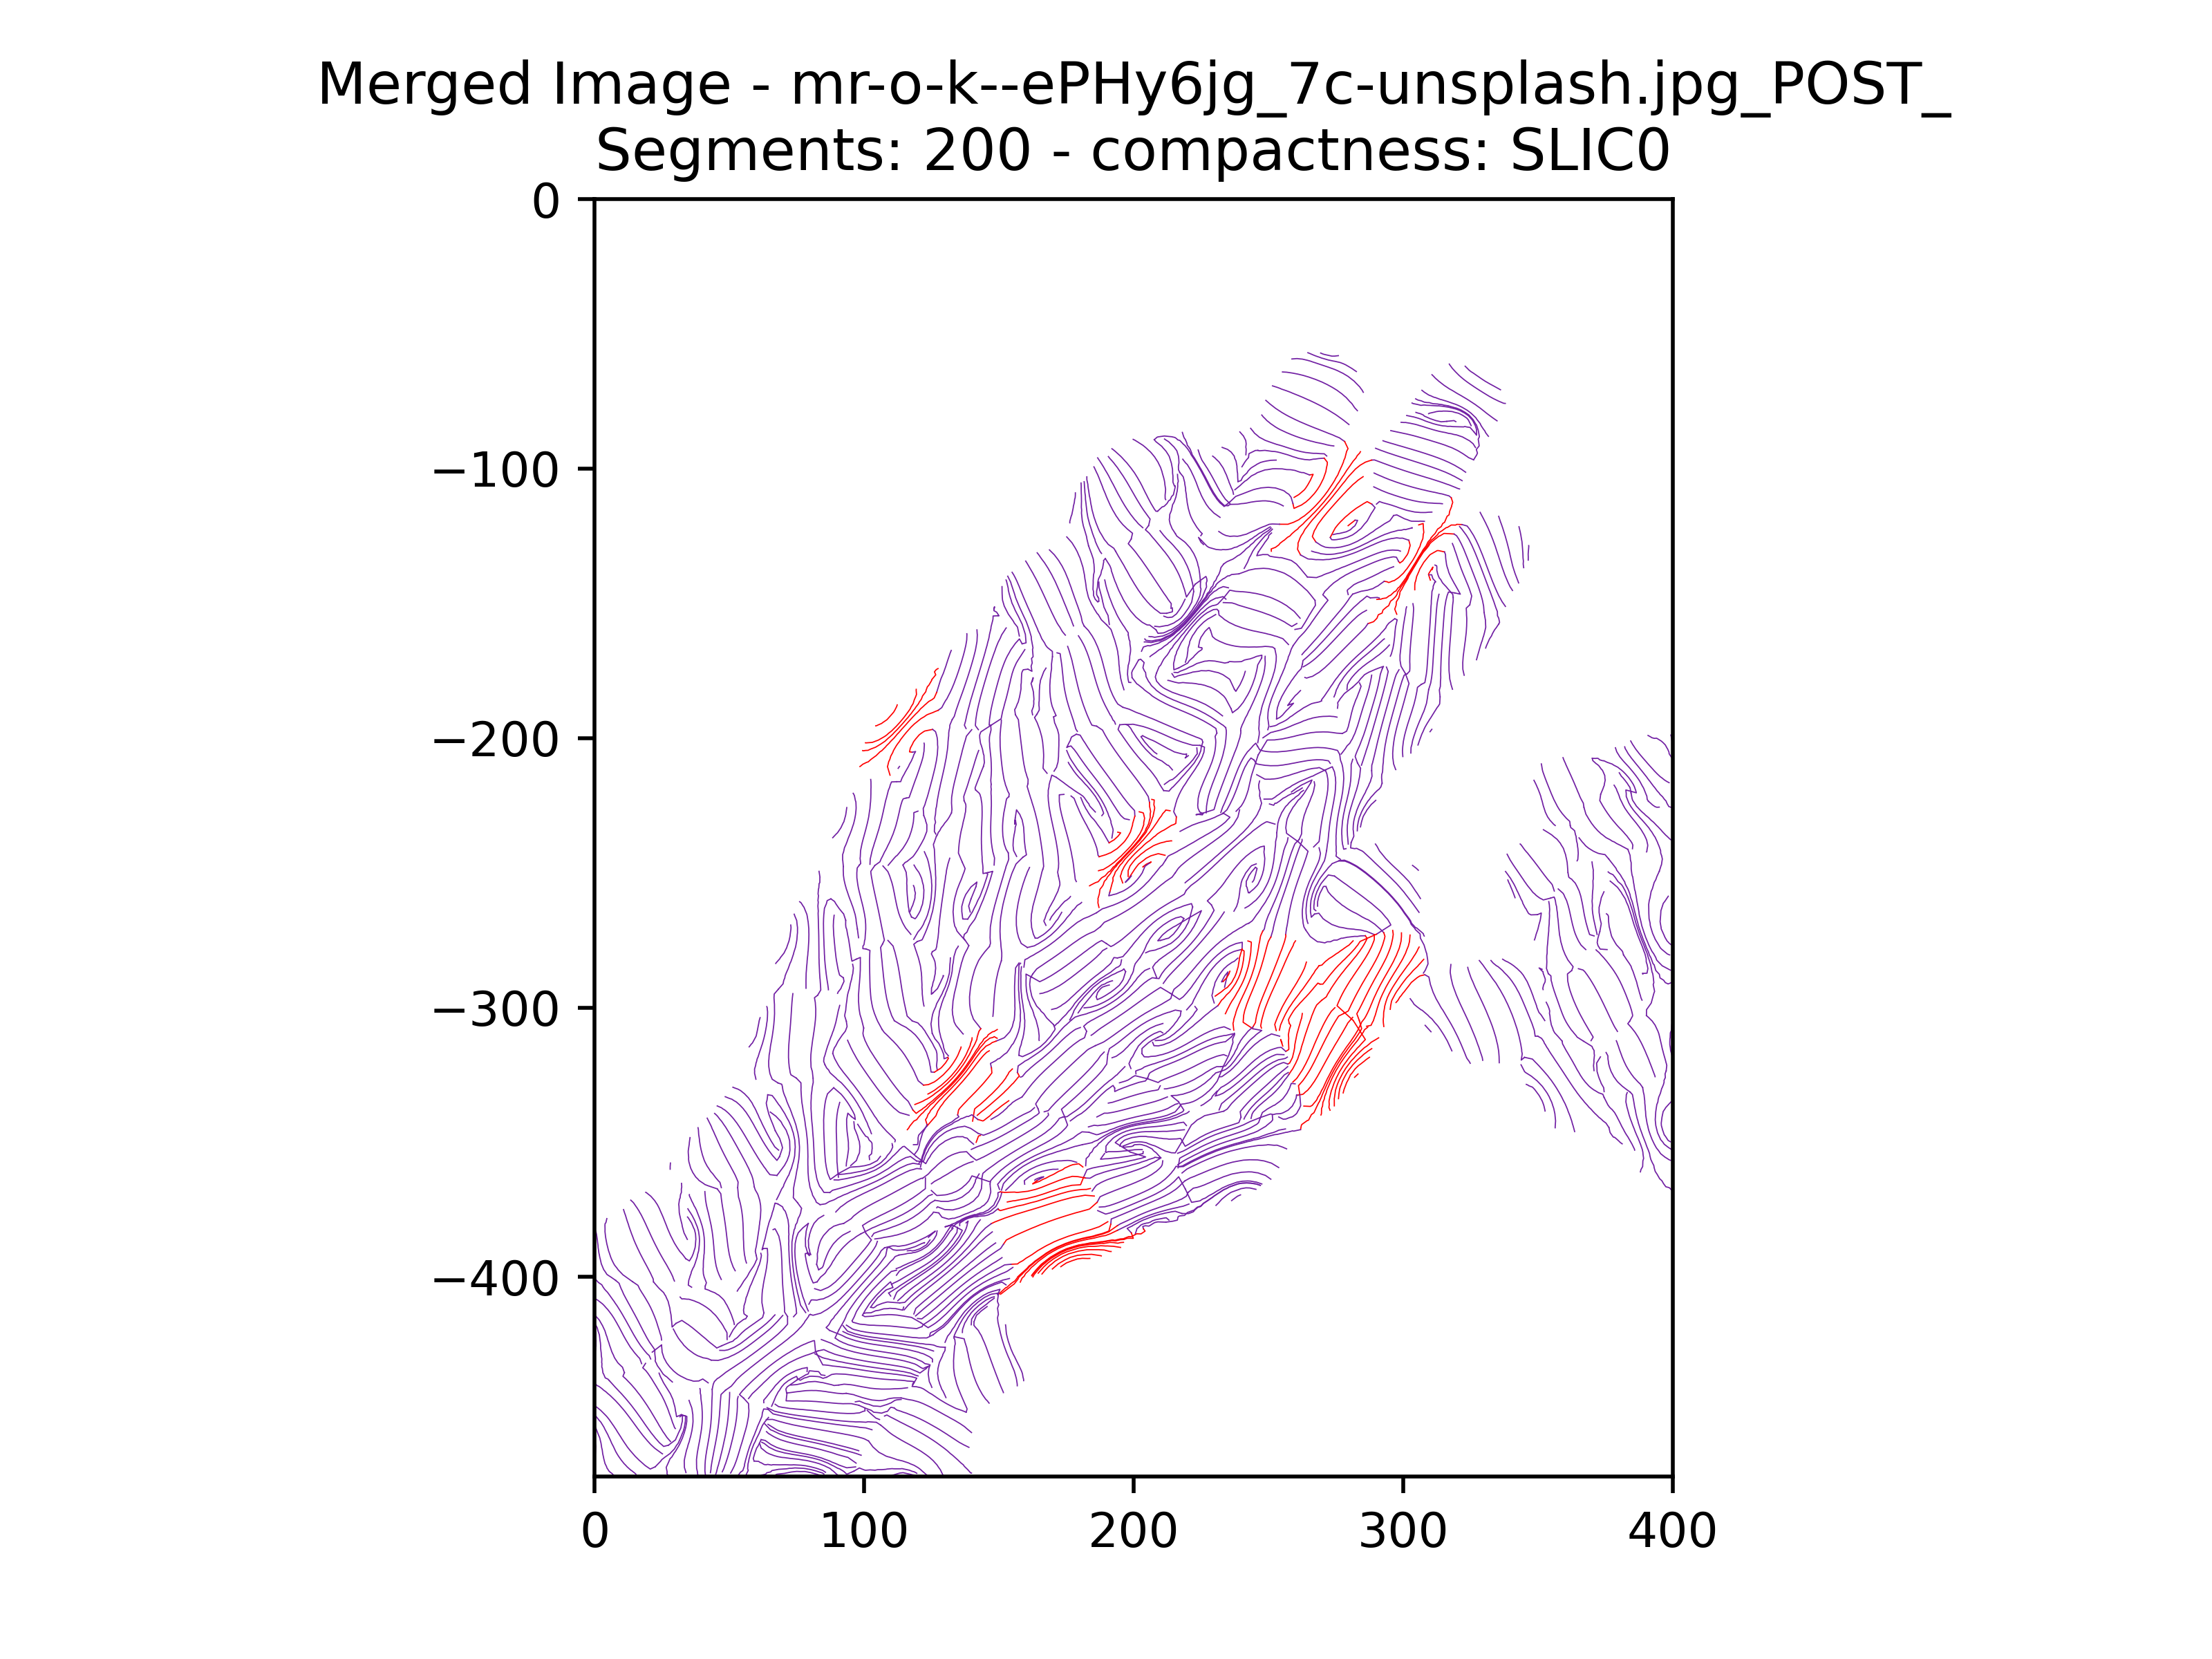 Merged Image - mr-o-k--ePHy6jg_7c-unsplash.jpg_POST_
Segments: 200 - compactness: SLIC0
0
−100
−200
−300
−400
0 100 200 300 400